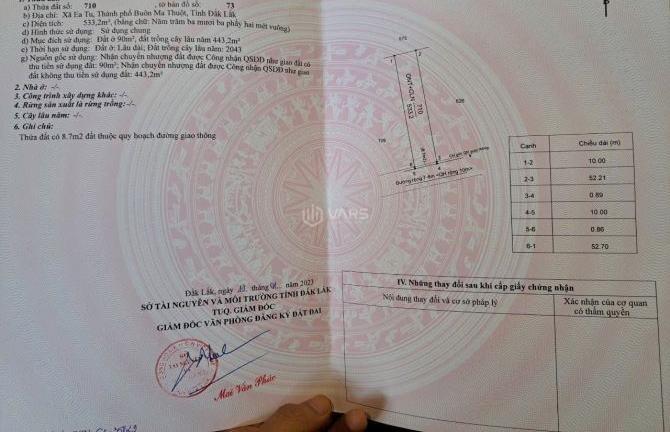 a) Thửa đất số: 710 , tờ bản đồ số: 73
b) Địa chỉ: Xã Ea Tu, Thành phố Buôn Ma Thuột, Tỉnh Đắk Lắk
c) Diện tích: 533,2m², (bằng chữ: Năm trăm ba mươi ba phẩy hai mét vuông)
d) Hình thức sử dụng: Sử dụng chung
đ) Mục đích sử dụng: Đất ở 90m², đất trồng cây lâu năm 443,2m²
e) Thời hạn sử dụng: Đất ở: Lâu dài; Đất trồng cây lâu năm: 2043
g) Nguồn gốc sử dụng: Nhận chuyển nhượng đất được Công nhận QSDĐ như giao đất có
thu tiền sử dụng đất: 90m²; Nhận chuyển nhượng đất được Công nhận QSDĐ như giao
đất không thu tiền sử dụng đất: 443,2m²
2. Nhà ở: -/-
3. Công trình xây dựng khác: -/-
4. Rừng sản xuất là rừng trồng: -/-
5. Cây lâu năm: -/-
6. Ghi chú:
Thửa đất có 8.7m2 đất thuộc quy hoạch đường giao thông
1
2
710
533.2
3
4
5
6
Cạnh Chiều dài (m)
1-2 10.00
2-3 52.21
3-4 0.89
4-5 10.00
5-6 0.86
6-1 52.70
VARS
Đắk Lắk, ngày tháng năm 2023
SỞ TÀI NGUYÊN VÀ MÔI TRƯỜNG TỈNH ĐẮK LẮK
TUQ. GIÁM ĐỐC
GIÁM ĐỐC VĂN PHÒNG ĐĂNG KÝ ĐẤT ĐAI
Mai Văn Phúc
IV. Những thay đổi sau khi cấp giấy chứng nhận
Nội dung thay đổi và cơ sở pháp lý
Xác nhận của cơ quan
có thẩm quyền